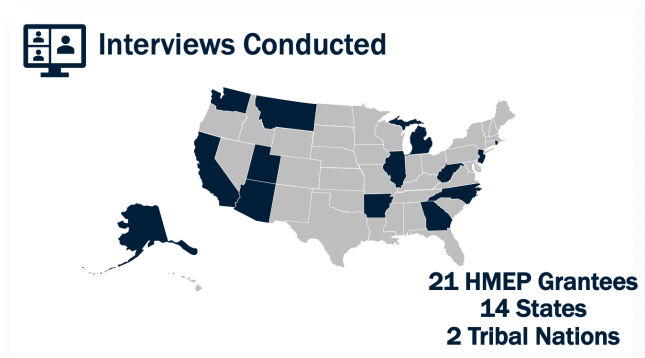 Interviews Conducted
21 HMEP Grantees
14 States
2 Tribal Nations